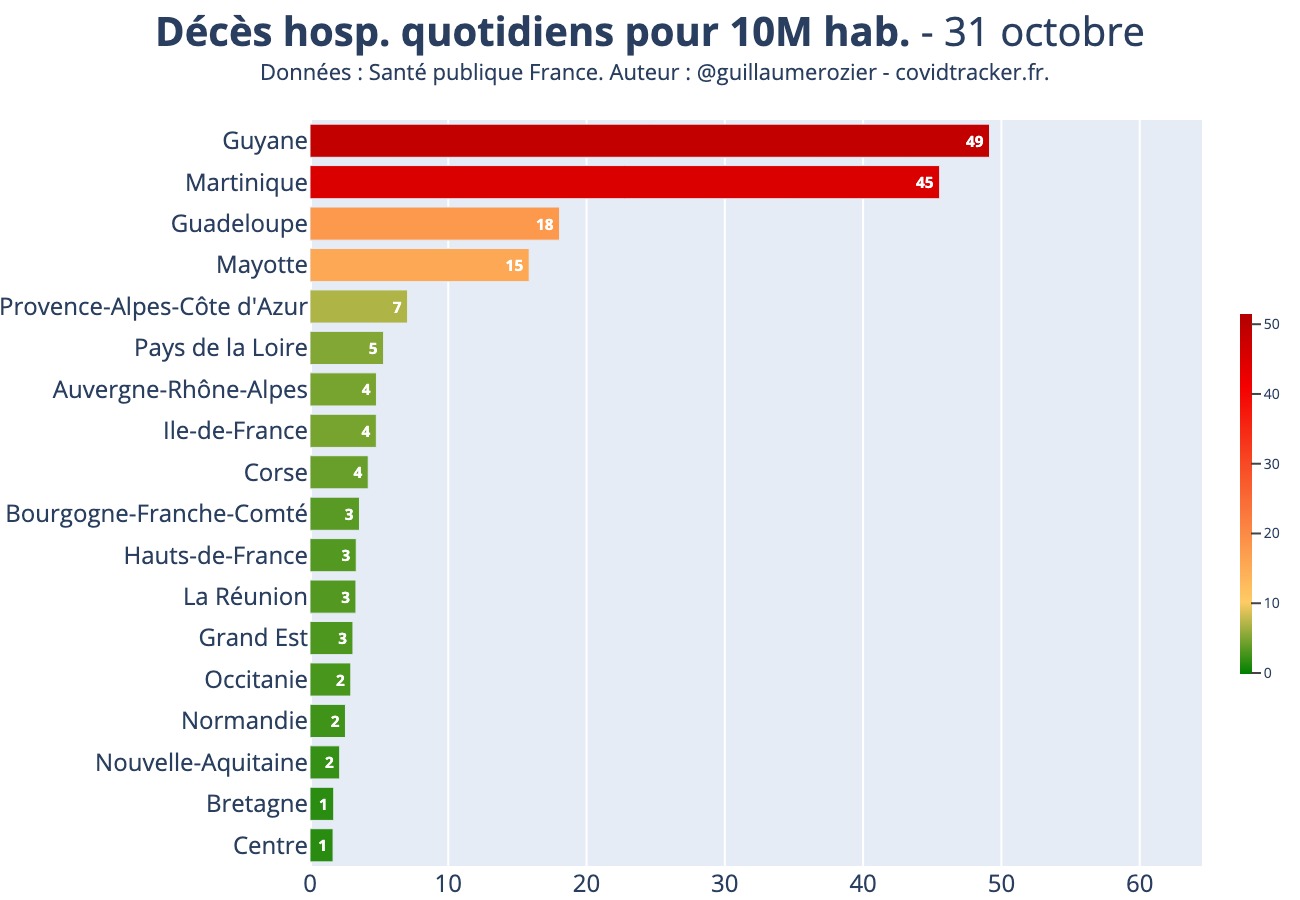 Décès hosp. quotidiens pour 10M hab. - 31 octobre
Données : Santé publique France. Auteur : @guillaumerozier - covidtracker.fr.
Guyane 49
Martinique 45
Guadeloupe 18
Mayotte 15
Provence-Alpes-Côte d'Azur 7
Pays de la Loire 5
Auvergne-Rhône-Alpes 4
Ile-de-France 4
Corse 4
Bourgogne-Franche-Comté 3
Hauts-de-France 3
La Réunion 3
Grand Est 3
Occitanie 2
Normandie 2
Nouvelle-Aquitaine 2
Bretagne 1
Centre 1
0 10 20 30 40 50 60
50
40
30
20
10
0